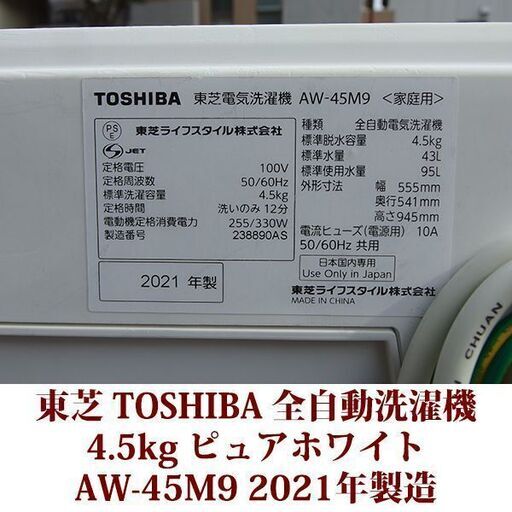 TOSHIBA 東芝電気洗濯機 AW-45M9 <家庭用>
PS
E
JET
東芝ライフスタイル株式会社
定格電圧 100V
定格周波数 50/60Hz
標準洗濯容量 4.5kg
定格時間 洗いのみ 12分
電動機定格消費電力 255/330W
製造番号 238890AS
2021 年製
種類 全自動電気洗濯機
標準脱水容量 4.5kg
標準水量 43L
標準使用水量 95L
外形寸法 幅 555mm
奥行541mm
高さ945mm
電流ヒューズ(電源用) 10A
50/60Hz 共用
日本国内専用
Use Only in Japan
東芝ライフスタイル株式会社
MADE IN CHINA
CHUAN
東芝 TOSHIBA 全自動洗濯機
4.5kg ピュアホワイト
AW-45M9 2021年製造